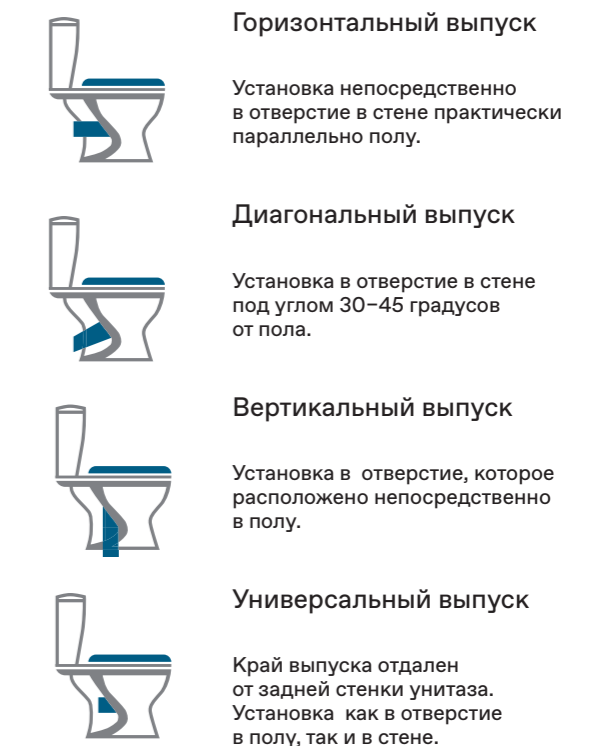 Горизонтальный выпуск
Установка непосредственно
в отверстие в стене практически
параллельно полу.
Диагональный выпуск
Установка в отверстие в стене
под углом 30–45 градусов
от пола.
Вертикальный выпуск
Установка в отверстие, которое
расположено непосредственно
в полу.
Универсальный выпуск
Край выпуска отдален
от задней стенки унитаза.
Установка как в отверстие
в полу, так и в стене.